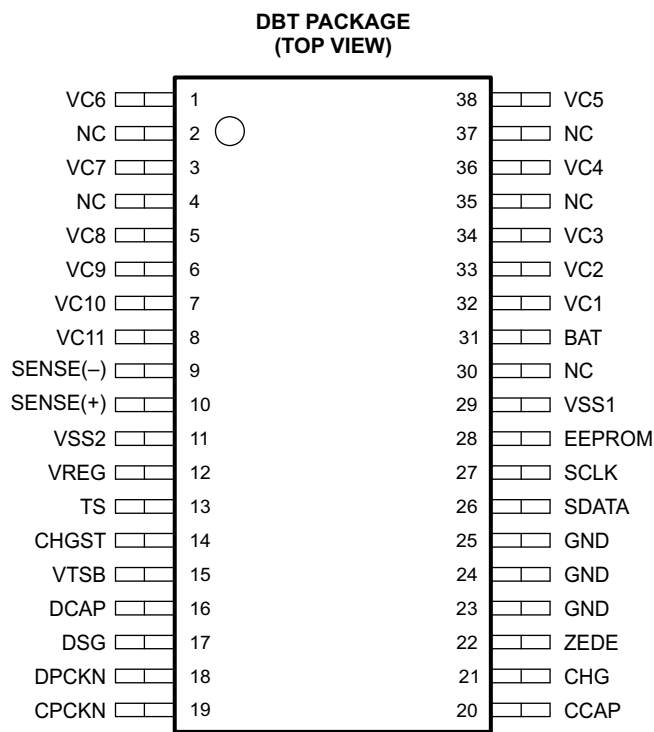 DBT PACKAGE
(TOP VIEW)
VC6 1 38 VC5
NC 2 37 NC
VC7 3 36 VC4
NC 4 35 NC
VC8 5 34 VC3
VC9 6 33 VC2
VC10 7 32 VC1
VC11 8 31 BAT
SENSE(–) 9 30 NC
SENSE(+) 10 29 VSS1
VSS2 11 28 EEPROM
VREG 12 27 SCLK
TS 13 26 SDATA
CHGST 14 25 GND
VTSB 15 24 GND
DCAP 16 23 GND
DSG 17 22 ZEDE
DPCKN 18 21 CHG
CPCKN 19 20 CCAP